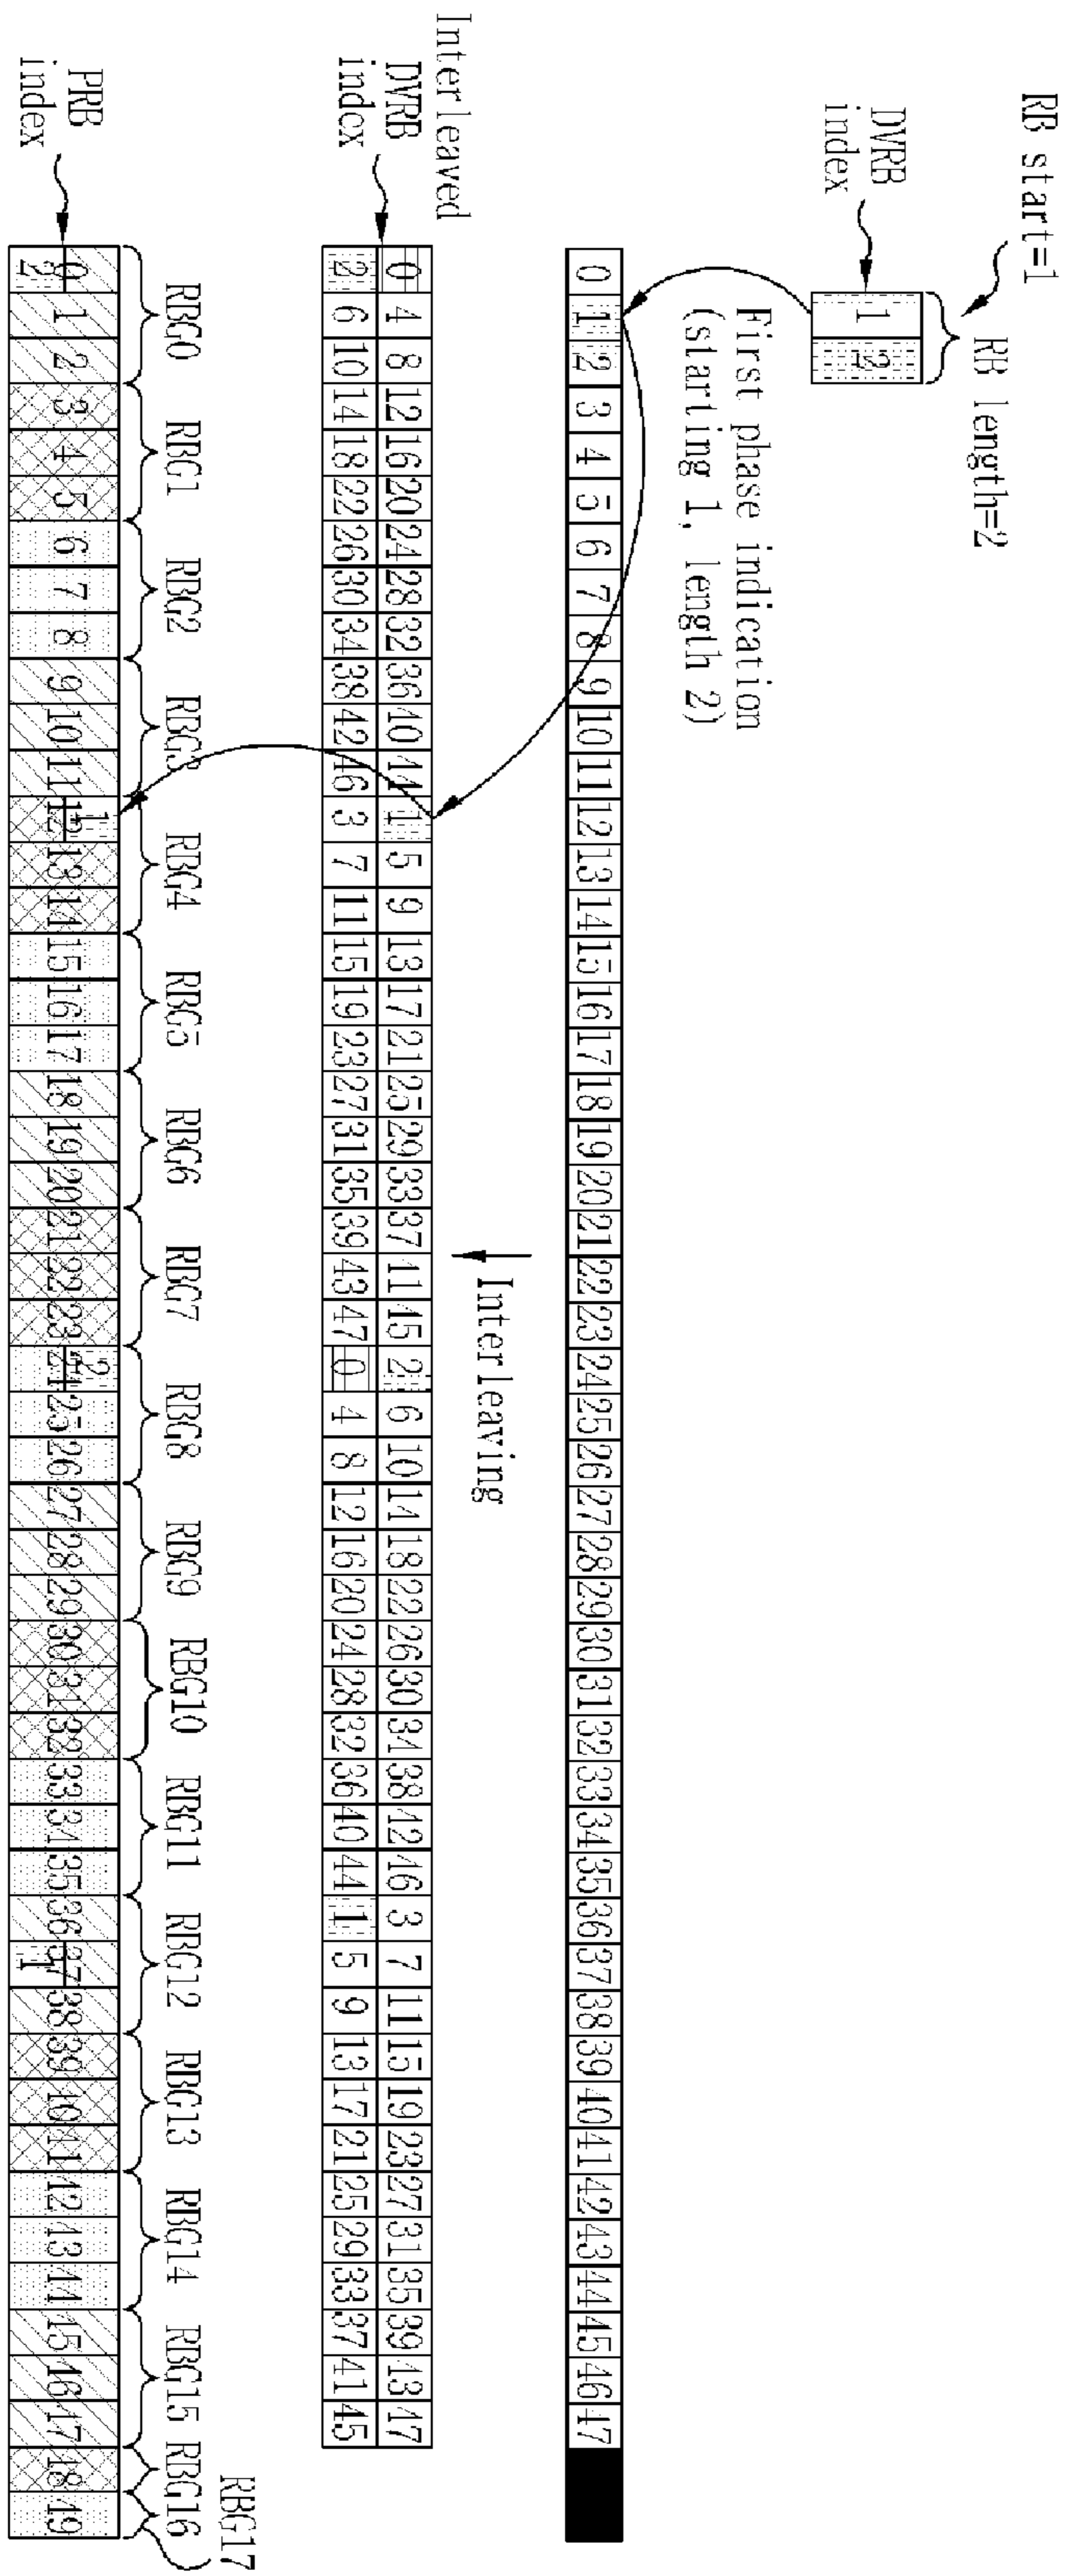 RB start=1
RB length=2
DVRB
index
1 2
First phase indication
(starting 1, length 2)
0 1 2 3 4 5 6 7 8 9 10 11 12 13 14 15 16 17 18 19 20 21 22 23 24 25 26 27 28 29 30 31 32 33 34 35 36 37 38 39 40 41 42 43 44 45 46 47
Interleaving
Interleaved
DVRB
index
0 4 8 12 16 20 24 28 32 36 40 44 1 5 9 13 17 21 25 29 33 37 41 45 2 6 10 14 18 22 26 30 34 38 42 46 3 7 11 15 19 23 27 31 35 39 43 47
2 6 10 14 18 22 26 30 34 38 42 46 3 7 11 15 19 23 27 31 35 39 43 47 0 4 8 12 16 20 24 28 32 36 40 44 1 5 9 13 17 21 25 29 33 37 41 45
RBG0 RBG1 RBG2 RBG3 RBG4 RBG5 RBG6 RBG7 RBG8 RBG9 RBG10 RBG11 RBG12 RBG13 RBG14 RBG15 RBG16 RBG17
PRB
index
1 2
0 1 2 3 4 5 6 7 8 9 10 11 12 13 14 15 16 17 18 19 20 21 22 23 24 25 26 27 28 29 30 31 32 33 34 35 36 37 38 39 40 41 42 43 44 45 46 47 48 49
2 1